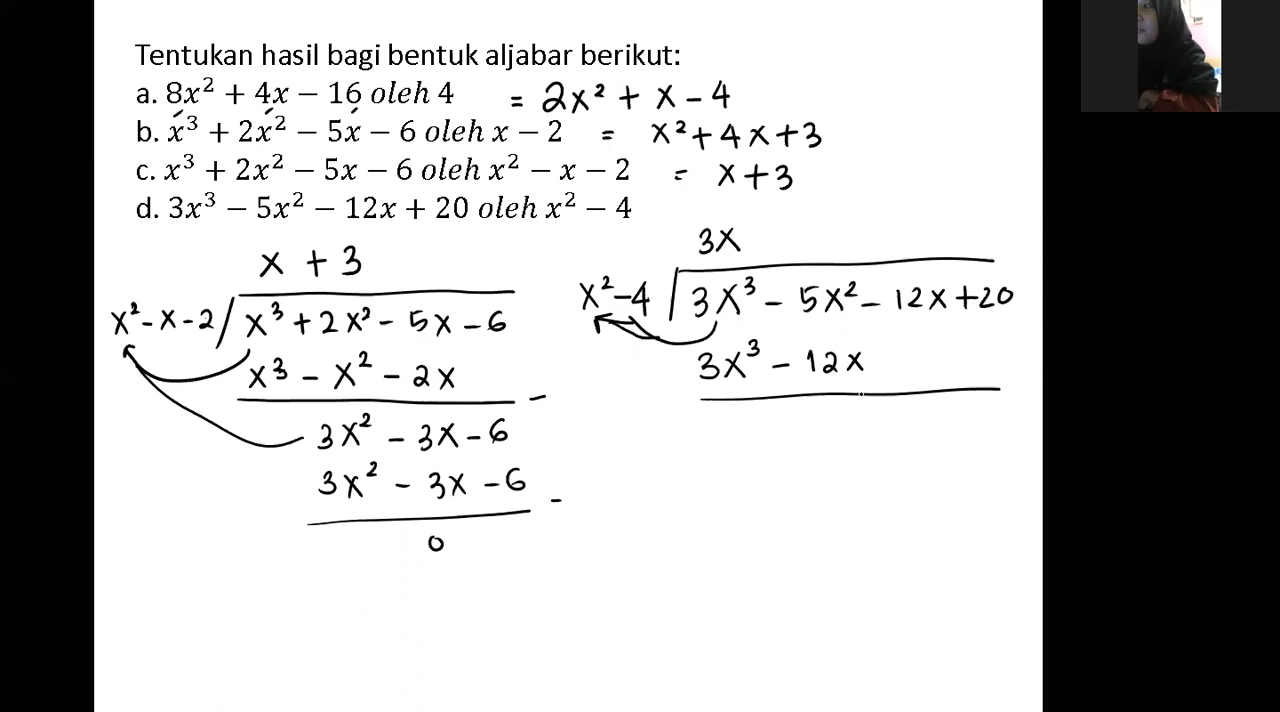 Tentukan hasil bagi bentuk aljabar berikut:
a. 8x² + 4x − 16 oleh 4 = 2x² + x - 4
b. x³ + 2x² − 5x − 6 oleh x − 2 = x² + 4x + 3
c. x³ + 2x² − 5x − 6 oleh x² − x − 2 = x + 3
d. 3x³ − 5x² − 12x + 20 oleh x² − 4
x + 3
x² - x - 2 / x³ + 2x² - 5x - 6
x³ - x² - 2x
-
3x² - 3x - 6
3x² - 3x - 6
-
0
3x
x² - 4 / 3x³ - 5x² - 12x + 20
3x³ - 12x